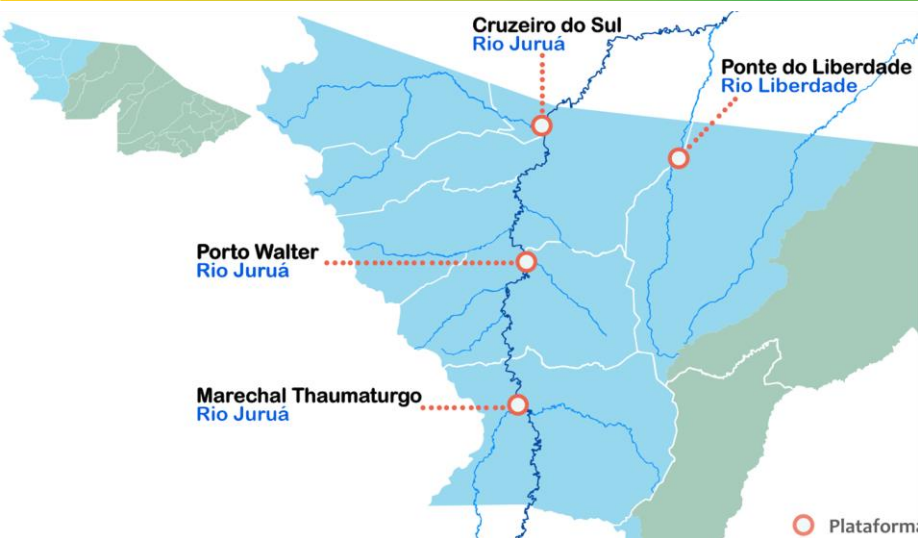 Cruzeiro do Sul
Rio Juruá
Ponte do Liberdade
Rio Liberdade
Porto Walter
Rio Juruá
Marechal Thaumaturgo
Rio Juruá
Plataforma